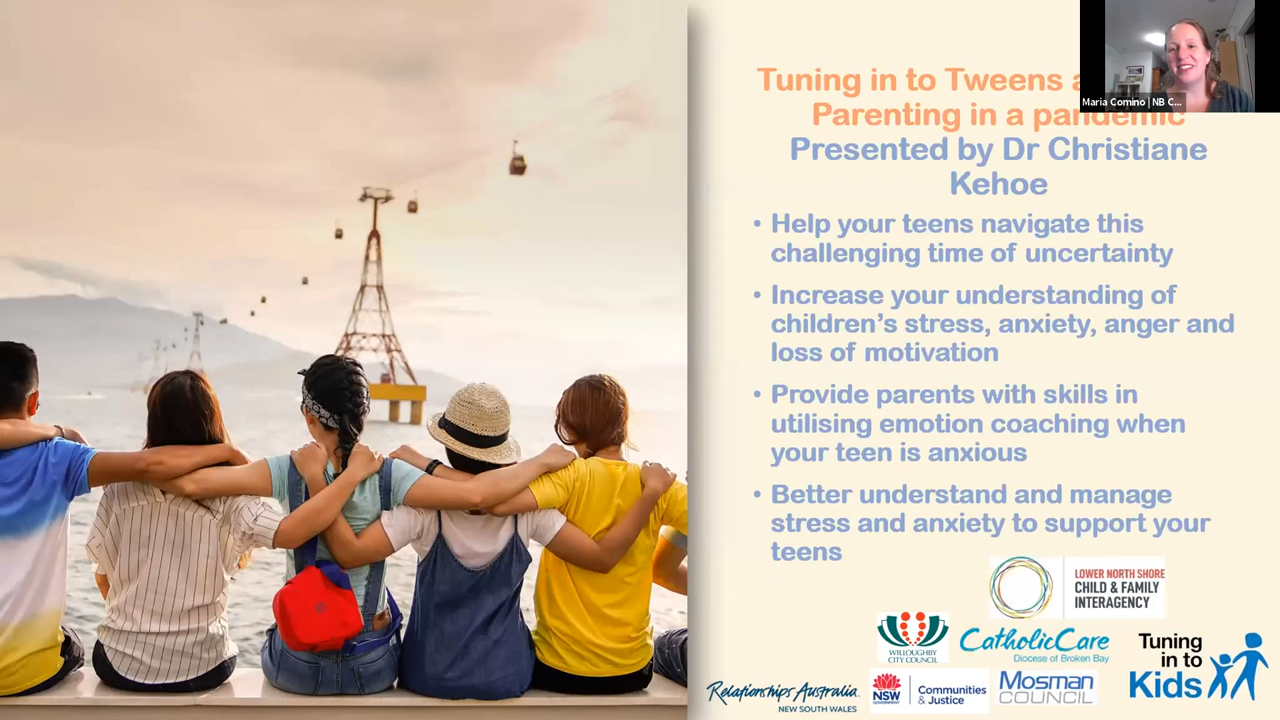 Tuning in to Tweens a
Parenting in a pandemic
Presented by Dr Christiane
Kehoe
• Help your teens navigate this
challenging time of uncertainty
• Increase your understanding of
children's stress, anxiety, anger and
loss of motivation
• Provide parents with skills in
utilising emotion coaching when
your teen is anxious
• Better understand and manage
stress and anxiety to support your
teens
Maria Comino | NB C...
LOWER NORTH SHORE
CHILD & FAMILY
INTERAGENCY
WILLOUGHBY
CITY COUNCIL
CatholicCare
Diocese of Broken Bay
Tuning
in to
Kids
Relationships Australia.
NEW SOUTH WALES
NSW
GOVERNMENT
Communities
& Justice
Mosman
COUNCIL